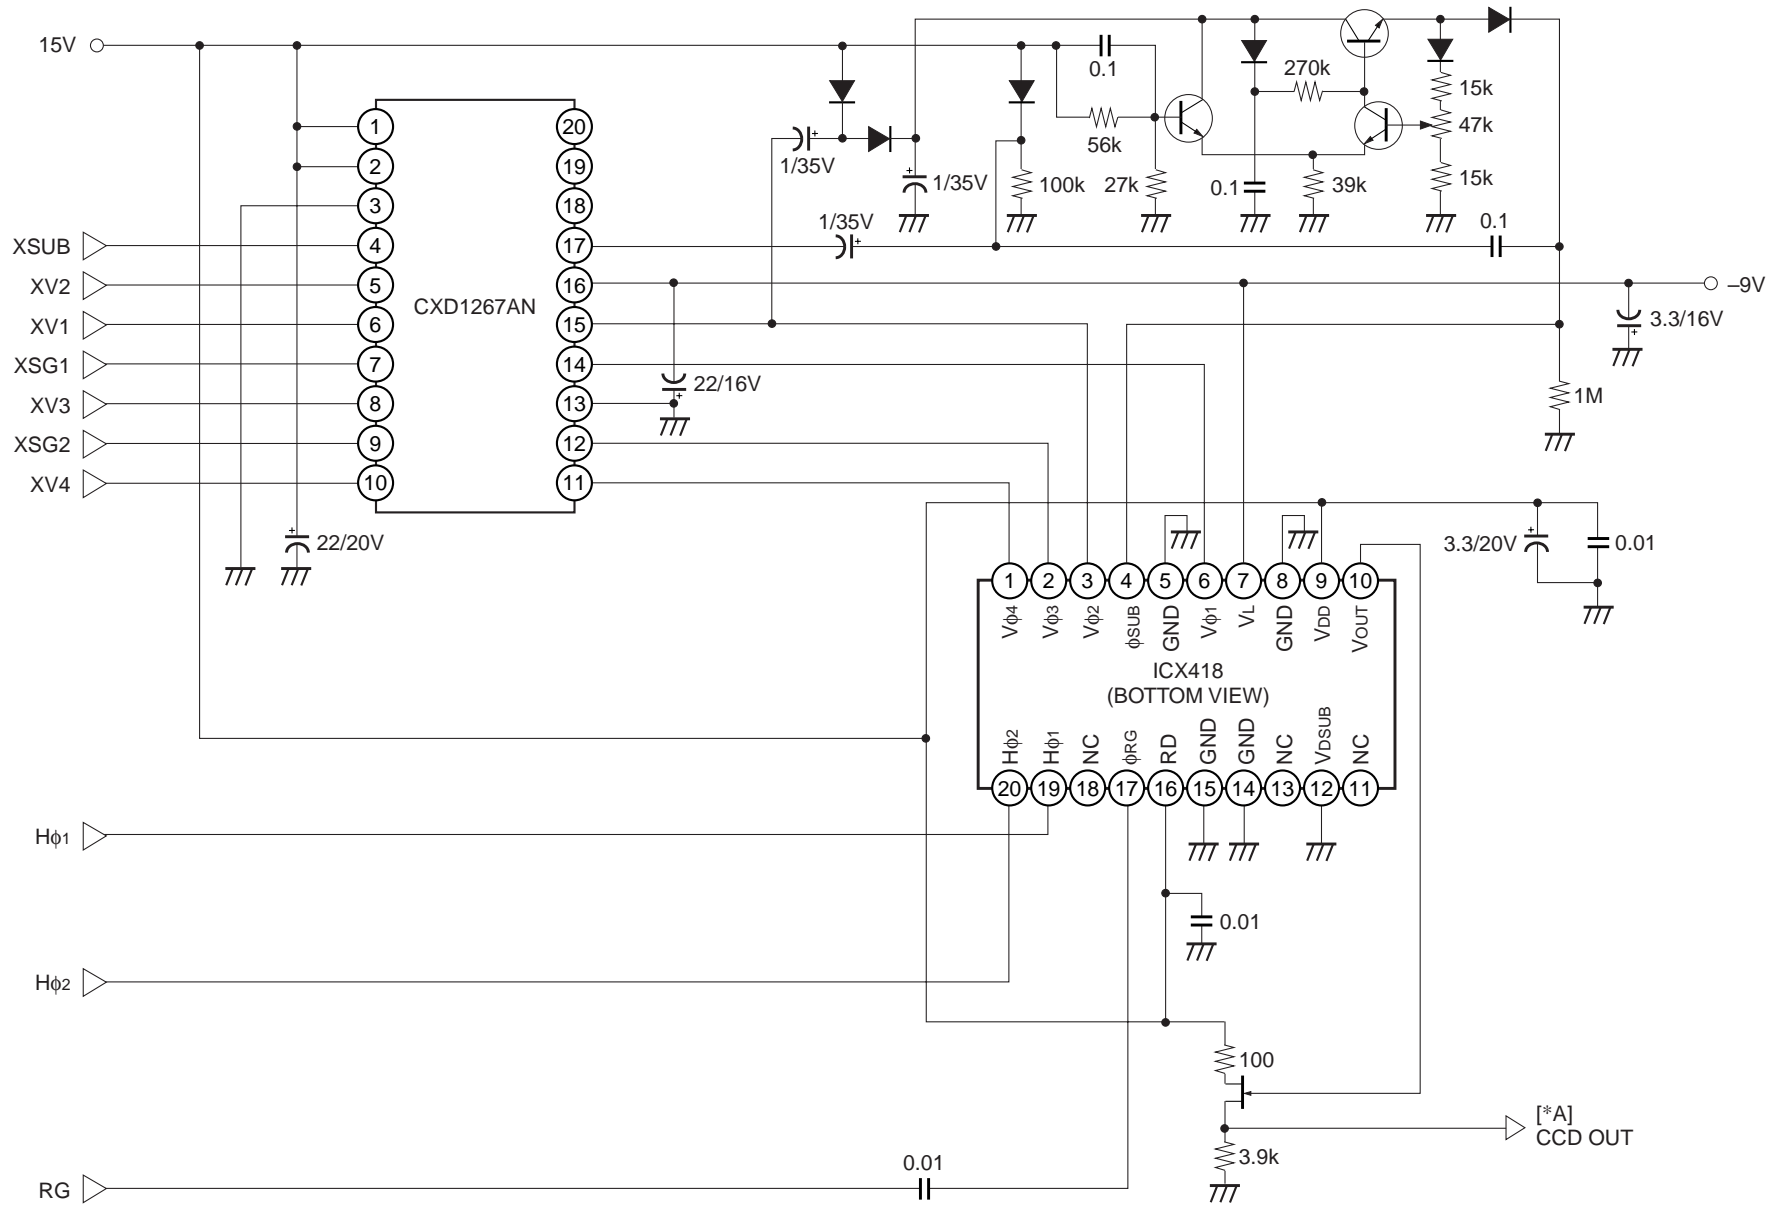 15V
0.1
270k
15k
47k
15k
56k
1/35V
1/35V
100k
27k
0.1
39k
1/35V
0.1
–9V
3.3/16V
1M
XSUB
XV2
XV1
XSG1
XV3
XSG2
XV4
1
2
3
4
5
6
7
8
9
10
CXD1267AN
20
19
18
17
16
15
14
13
12
11
+
+
+
22/16V
+
+
22/20V
+
3.3/20V
+
0.01
1 2 3 4 5 6 7 8 9 10
Vϕ4 Vϕ3 Vϕ2 ϕSUB GND Vϕ1 VL GND VDD VOUT
ICX418
(BOTTOM VIEW)
Hϕ2 Hϕ1 NC ϕRG RD GND GND NC VDSUB NC
20 19 18 17 16 15 14 13 12 11
Hϕ1
0.01
Hϕ2
100
[*A]
CCD OUT
3.9k
0.01
RG